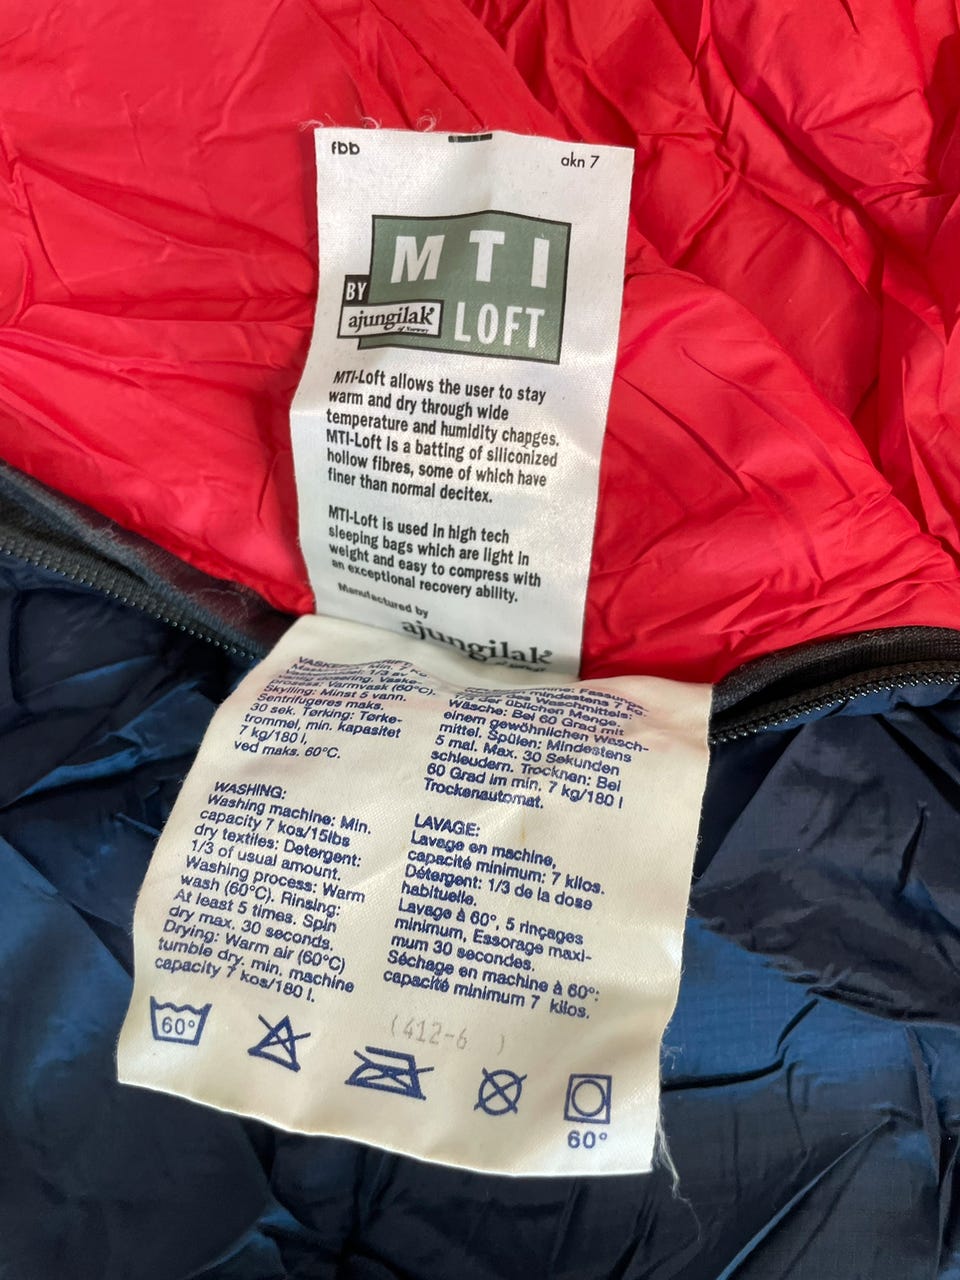 fbb
akn 7
MTI
BY
ajungilak
of Norway
LOFT
MTI-Loft allows the user to stay
warm and dry through wide
temperature and humidity changes.
MTI-Loft is a batting of siliconized
hollow fibres, some of which have
finer than normal decitex.
MTI-Loft is used in high tech
sleeping bags which are light in
weight and easy to compress with
an exceptional recovery ability.
Manufactured by
ajungilak
of Norway
Varmvask (60°C).
Skylling: Minst 5 vann.
Sentrifugeres maks.
30 sek. Tørking: Tørke-
trommel, min. kapasitet
7 kg/180 l,
ved maks. 60°C.
WASHING:
Washing machine: Min.
capacity 7 kos/15lbs
dry textiles: Detergent:
1/3 of usual amount.
Washing process: Warm
wash (60°C). Rinsing:
At least 5 times. Spin
dry max. 30 seconds.
Drying: Warm air (60°C)
tumble dry. min. machine
capacity 7 kos/180 l.
mindestens 7
üblichen Waschmittels:
Menge.
Wäsche: Bei 60 Grad mit
einem gewöhnlichen Wasch-
mittel. Spülen: Mindestens
5 mal. Max. 30 Sekunden
schleudern. Trocknen: Bei
60 Grad im min. 7 kg/180 l
Trockenautomat.
LAVAGE:
Lavage en machine,
capacité minimum: 7 kilos.
Détergent: 1/3 de la dose
habituelle.
Lavage à 60°, 5 rinçages
minimum, Essorage maxi-
mum 30 secondes.
Séchage en machine à 60°:
capacité minimum 7 kilos.
(412-6 )
60°
60°